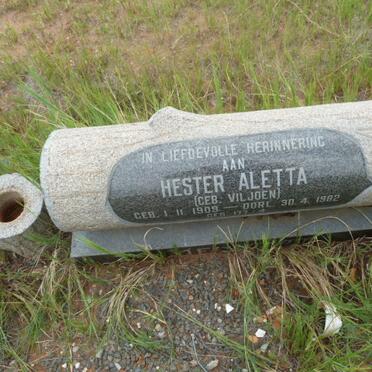 IN LIEFDEVOLLE HERINNERING
AAN
HESTER ALETTA
(GEB. VILJOEN)
GEB. 1. 11. 1909 — OORL. 30. 4. 1982